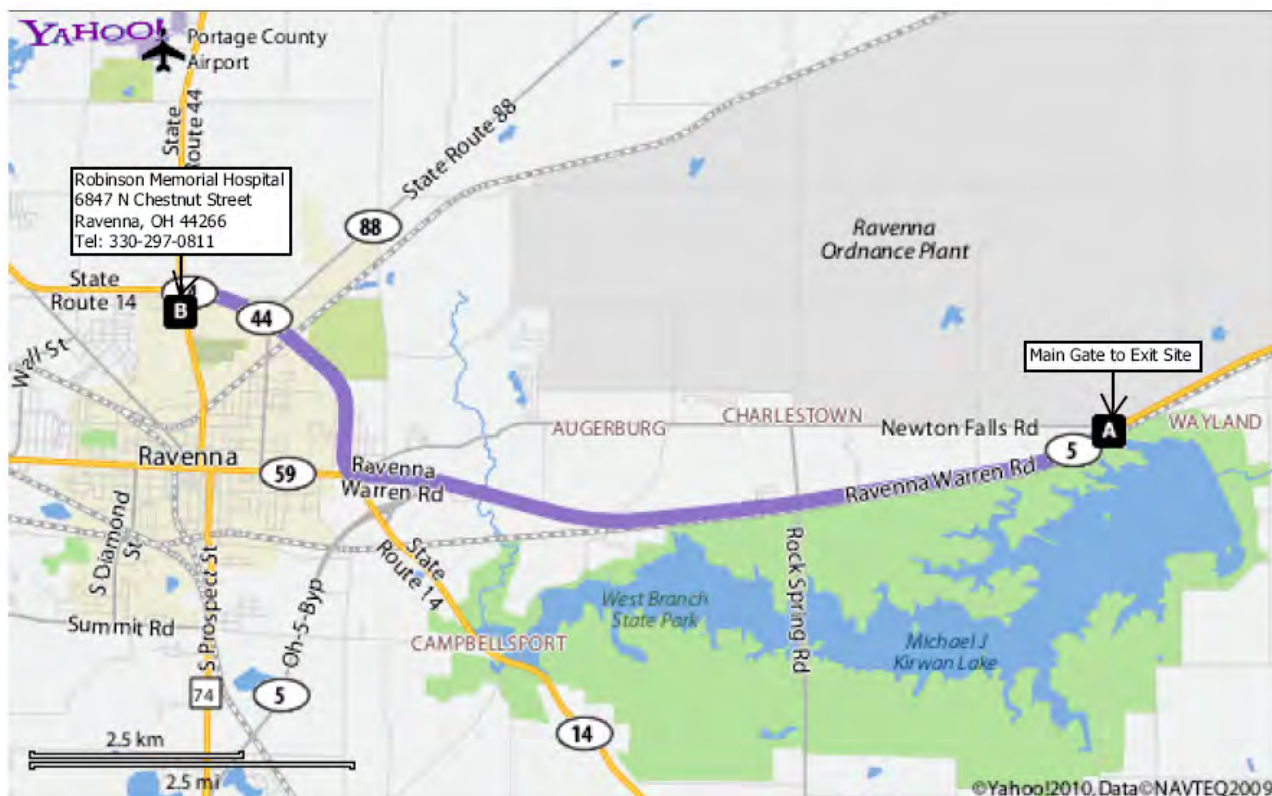 YAHOO!
Portage County
Airport
State
Route 44
State Route 88
Robinson Memorial Hospital
6847 N Chestnut Street
Ravenna, OH 44266
Tel: 330-297-0811
88
Ravenna
Ordnance Plant
State
Route 14
B
44
Main Gate to Exit Site
Wall St
AUGERBURG
CHARLESTOWN
Newton Falls Rd
A
WAYLAND
5
Ravenna
59
Ravenna
Warren Rd
Ravenna Warren Rd
S Diamond
St
State
Route 14
Rock Spring Rd
West Branch
State Park
Summit Rd
S Prospect St
Oh-5-Byp
CAMPBELLSPORT
Michael J
Kirwan Lake
74
5
14
2.5 km
2.5 mi
©Yahoo!2010, Data©NAVTEQ2009